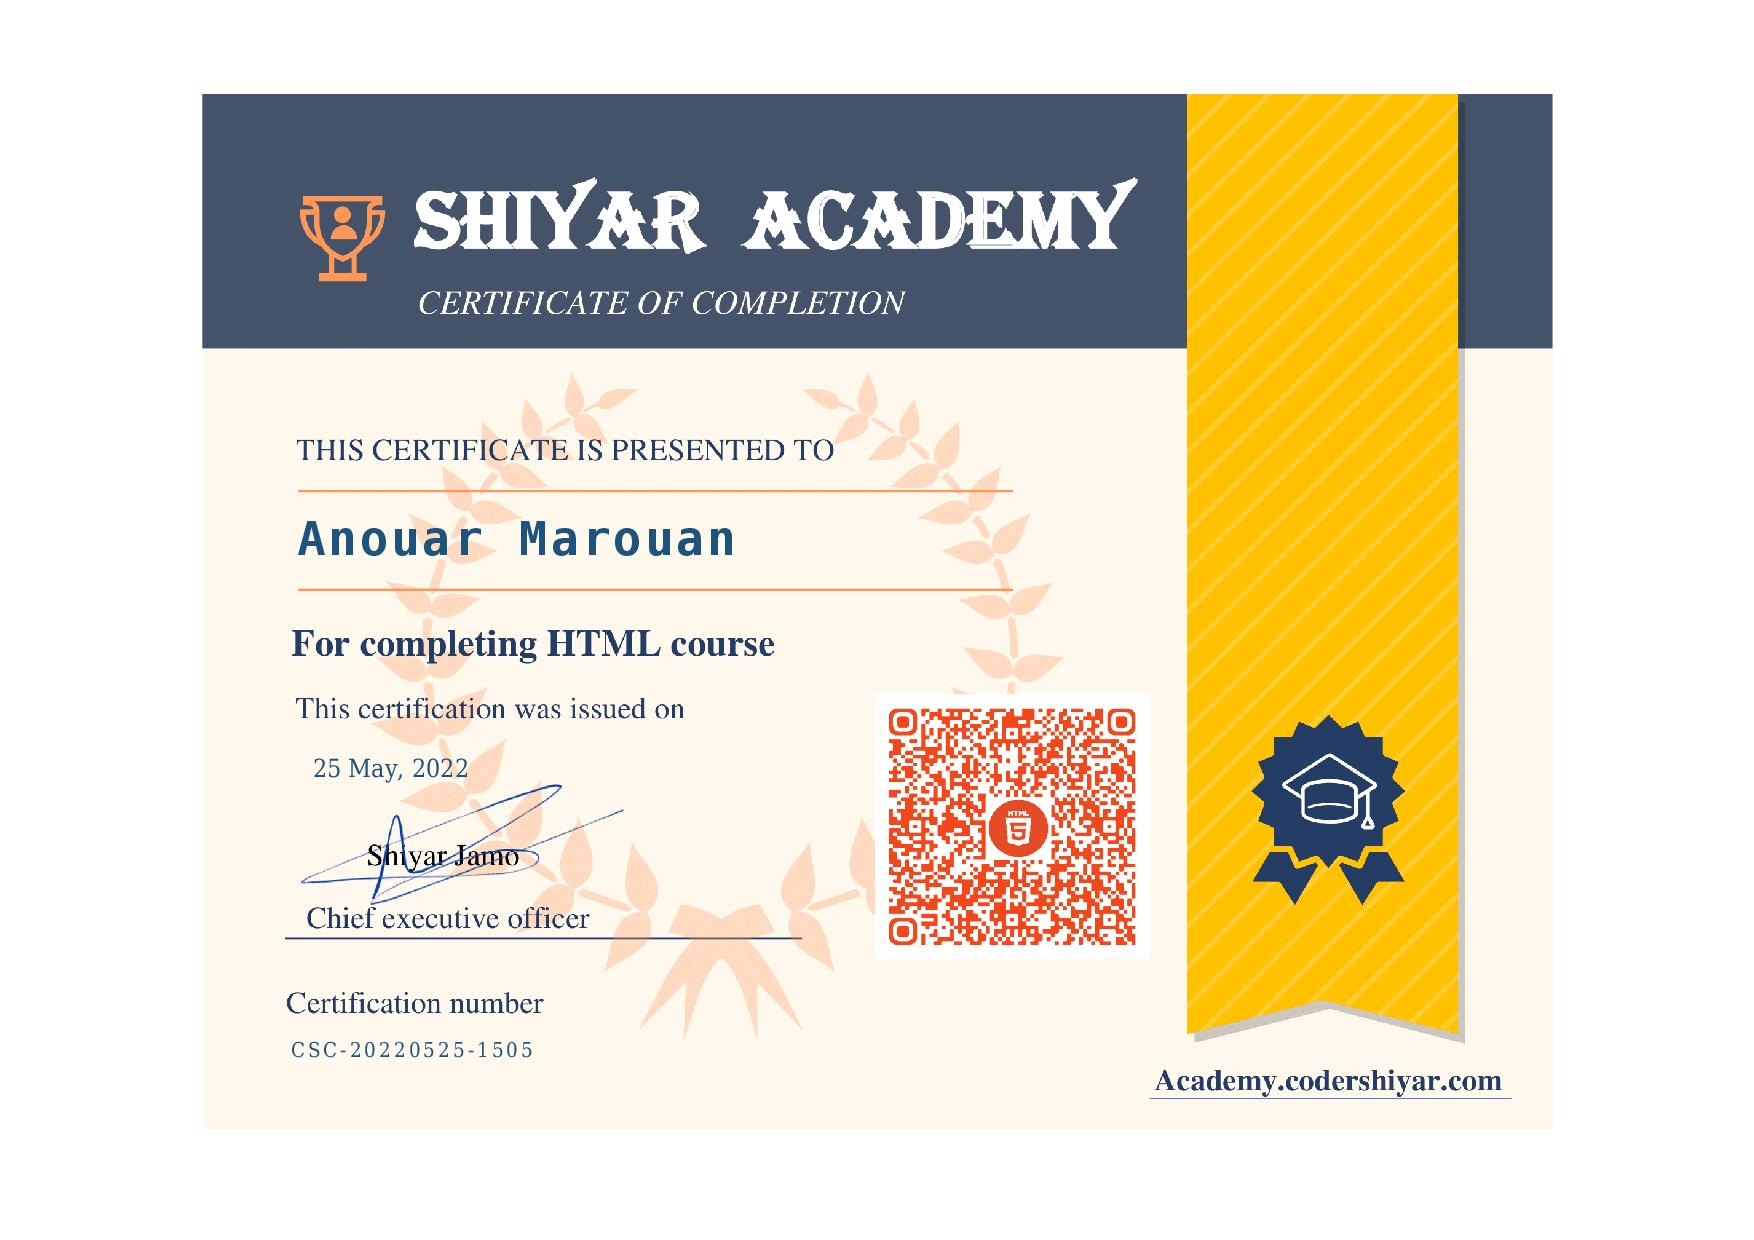 SHIYAR ACADEMY
CERTIFICATE OF COMPLETION
THIS CERTIFICATE IS PRESENTED TO
Anouar Marouan
For completing HTML course
This certification was issued on
25 May, 2022
Shiyar Jamo
Chief executive officer
HTML
5
Certification number
CSC-20220525-1505
Academy.codershiyar.com